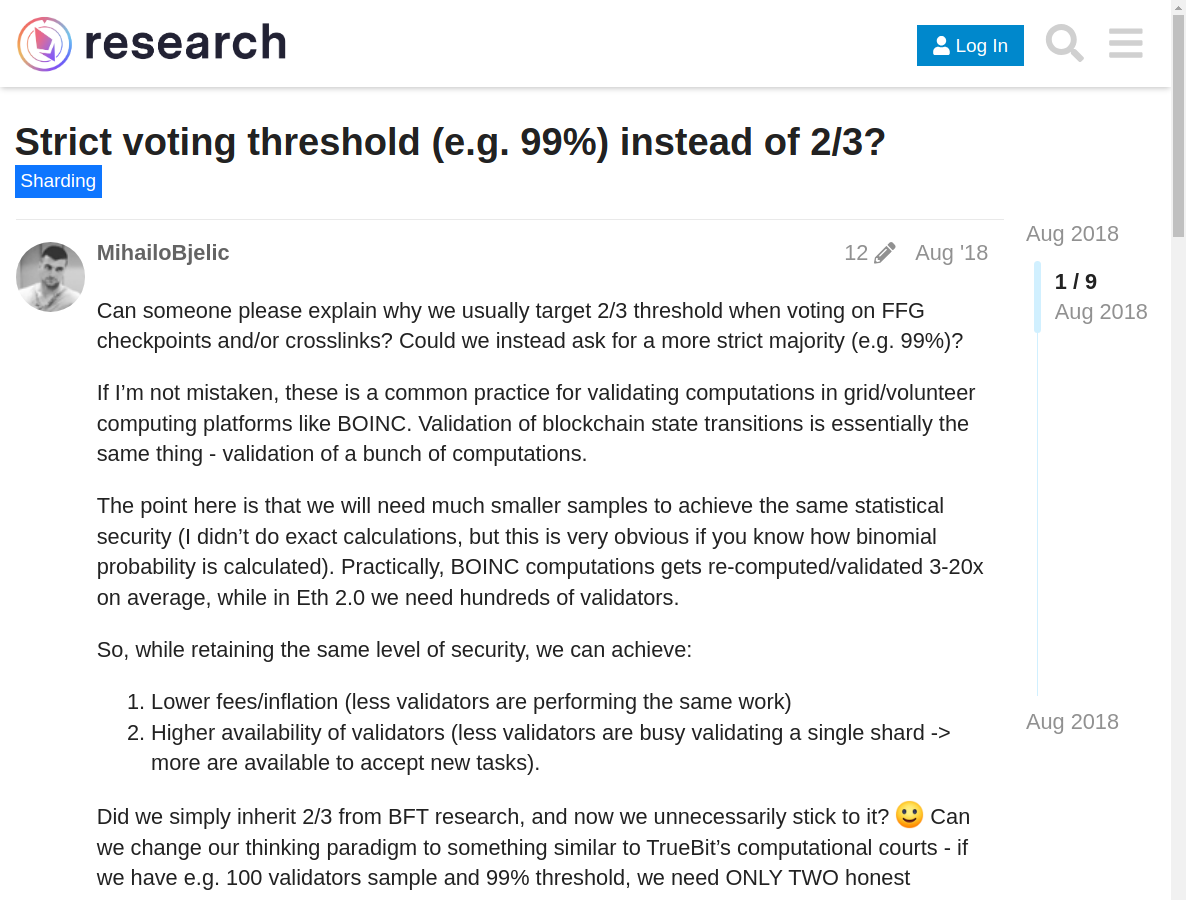 research
Log In
Strict voting threshold (e.g. 99%) instead of 2/3?
Sharding
MihailoBjelic
12
Aug '18
Can someone please explain why we usually target 2/3 threshold when voting on FFG
checkpoints and/or crosslinks? Could we instead ask for a more strict majority (e.g. 99%)?
If I’m not mistaken, these is a common practice for validating computations in grid/volunteer
computing platforms like BOINC. Validation of blockchain state transitions is essentially the
same thing - validation of a bunch of computations.
The point here is that we will need much smaller samples to achieve the same statistical
security (I didn’t do exact calculations, but this is very obvious if you know how binomial
probability is calculated). Practically, BOINC computations gets re-computed/validated 3-20x
on average, while in Eth 2.0 we need hundreds of validators.
So, while retaining the same level of security, we can achieve:
1. Lower fees/inflation (less validators are performing the same work)
2. Higher availability of validators (less validators are busy validating a single shard ->
more are available to accept new tasks).
Did we simply inherit 2/3 from BFT research, and now we unnecessarily stick to it? 🙂 Can
we change our thinking paradigm to something similar to TrueBit’s computational courts - if
we have e.g. 100 validators sample and 99% threshold, we need ONLY TWO honest
Aug 2018
1 / 9
Aug 2018
Aug 2018